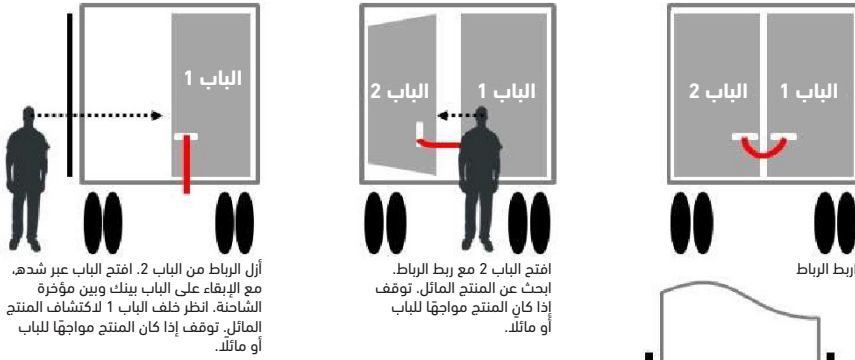 الباب 2
الباب 1
اربط الرباط
الباب 2
الباب 1
افتح الباب 2 مع ربط الرباط.
ابحث عن المنتج المائل. توقف
إذا كان المنتج مواجهًا للباب
أو مائلًا.
الباب 1
أزل الرباط من الباب 2. افتح الباب عبر شده،
مع الإبقاء على الباب بينك وبين مؤخرة
الشاحنة. انظر خلف الباب 1 لاكتشاف المنتج
المائل. توقف إذا كان المنتج مواجهًا للباب
أو مائلًا.